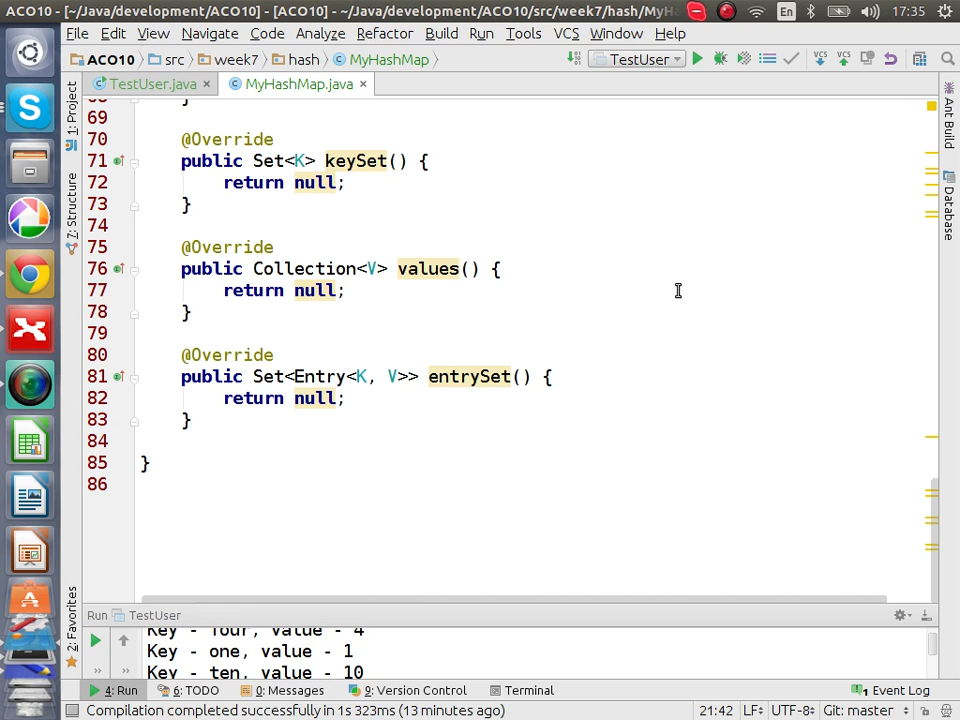 ACO10 - [~/Java/development/ACO10] - [ACO10] - ~/Java/development/ACO10/src/week7/hash/MyHa
En
17:35
File Edit View Navigate Code Analyze Refactor Build Run Tools VCS Window Help
ACO10 src week7 hash MyHashMap TestUser VCS VCS
TestUser.java MyHashMap.java
69
70 @Override
71 public Set<K> keySet() {
72 return null;
73 }
74
75 @Override
76 public Collection<V> values() {
77 return null;
78 }
79
80 @Override
81 public Set<Entry<K, V>> entrySet() {
82 return null;
83 }
84
85 }
86
1: Project
7: Structure
2: Favorites
Ant Build
Database
Run TestUser
Key - four, value - 4
Key - one, value - 1
Key - ten, value - 10
4: Run 6: TODO 0: Messages 9: Version Control Terminal 1 Event Log
Compilation completed successfully in 1s 323ms (13 minutes ago) 21:42 LF UTF-8 Git: master